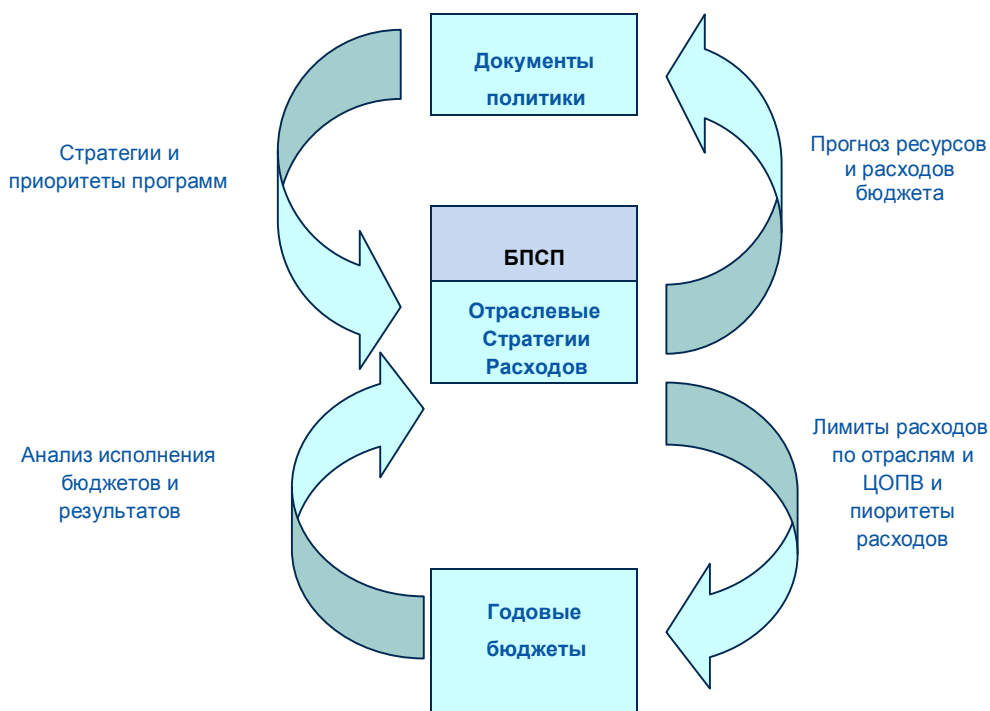 Документы
политики
Стратегии и
приоритеты программ
Прогноз ресурсов
и расходов
бюджета
БПСП
Отраслевые
Стратегии
Расходов
Анализ исполнения
бюджетов и
результатов
Лимиты расходов
по отраслям и
ЦОПВ и
пиоритеты
расходов
Годовые
бюджеты